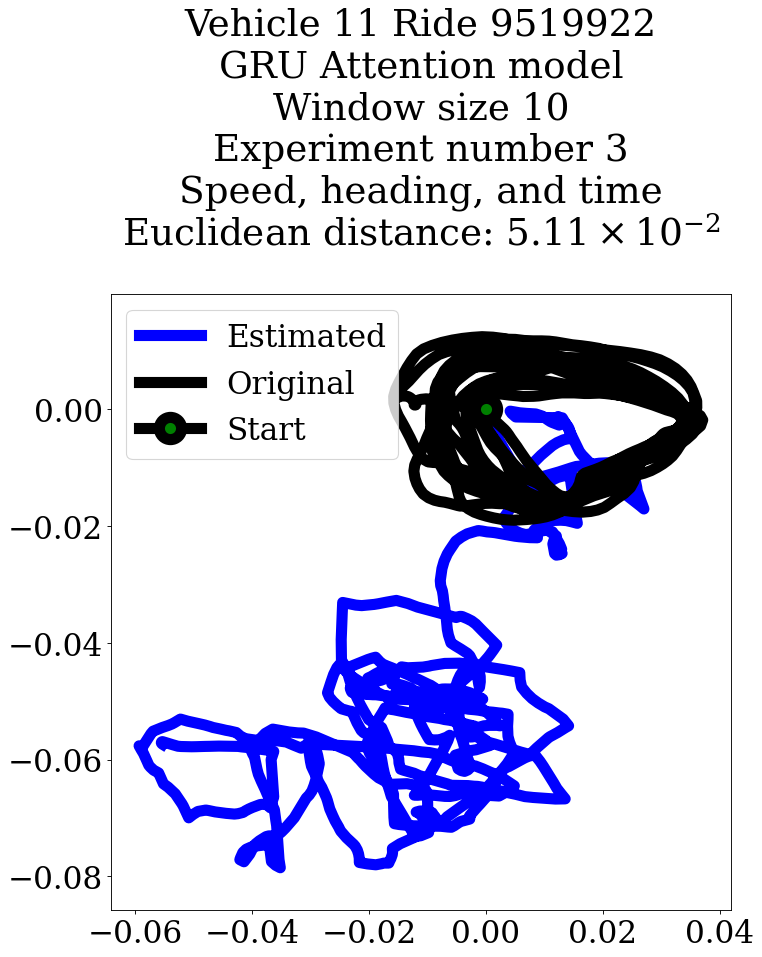 Vehicle 11 Ride 9519922
GRU Attention model
Window size 10
Experiment number 3
Speed, heading, and time
Euclidean distance: 5.11 × 10⁻²
Estimated
Original
Start
0.00
−0.02
−0.04
−0.06
−0.08
−0.06 −0.04 −0.02 0.00 0.02 0.04